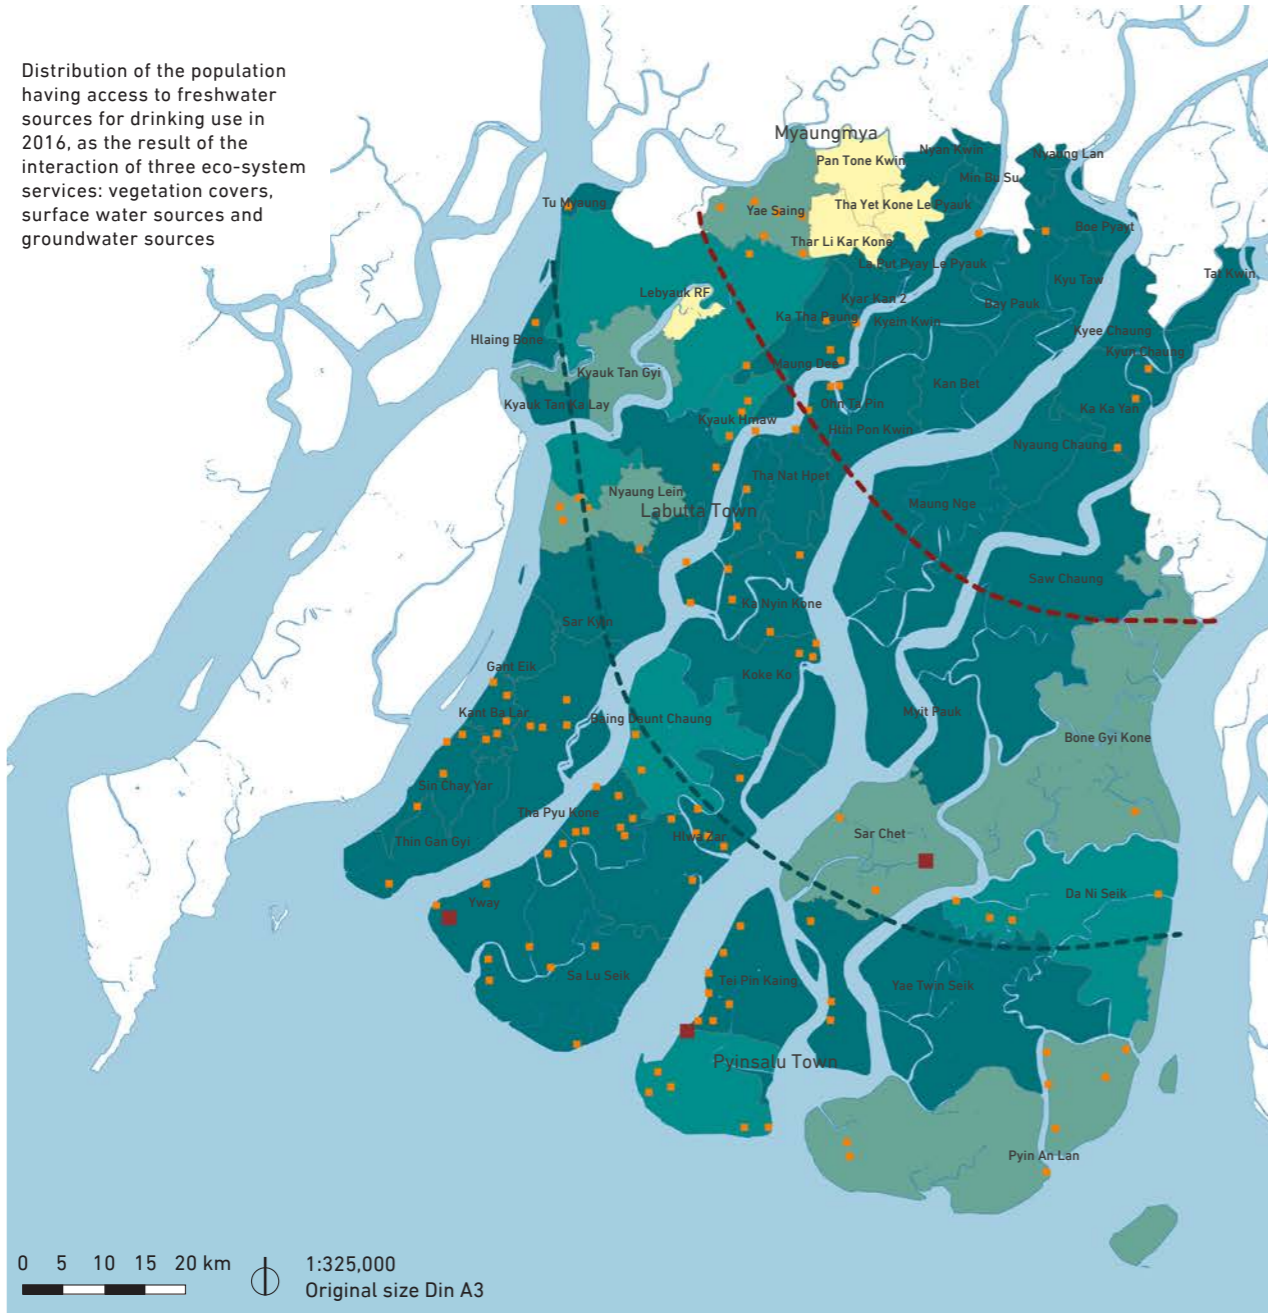 Distribution of the population
having access to freshwater
sources for drinking use in
2016, as the result of the
interaction of three eco-system
services: vegetation covers,
surface water sources and
groundwater sources
Myaungmya
Pan Tone Kwin
Nyan Kwin
Nyaung Lan
Min Bu Su
Tu Myaung
Yae Saing
Tha Yet Kone Le Pyauk
Boe Pyayt
Thar Li Kar Kone
La Put Pyay Le Pyauk
Tat Kwin
Kyu Taw
Lebyauk RF
Kyar Kan 2
Bay Pauk
Ka Tha Paung
Kyein Kwin
Kyee Chaung
Hlaing Bone
Kyun Chaung
Maung Dee
Kyauk Tan Gyi
Kan Bet
Kyauk Tan Ka Lay
Ohn Ta Pin
Ka Ka Yan
Kyauk Hmaw
Hlin Pon Kwin
Nyaung Chaung
Tha Nat Hpet
Nyaung Lein
Labutta Town
Maung Nge
Saw Chaung
Ka Nyin Kone
Sar Kyin
Gant Eik
Koke Ko
Kant Ba Lar
Baing Daunt Chaung
Myit Pauk
Bone Gyi Kone
Sin Chay Yar
Tha Pyu Kone
Thin Gan Gyi
Hlwa Zar
Sar Chet
Da Ni Seik
Yway
Sa Lu Seik
Tei Pin Kaing
Yae Twin Seik
Pyinsalu Town
Pyin An Lan
0 5 10 15 20 km
1:325,000
Original size Din A3